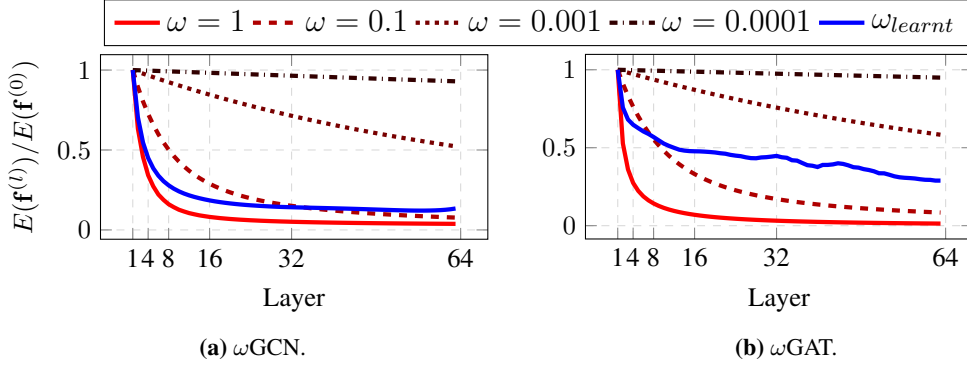 ω = 1 ω = 0.1 ω = 0.001 ω = 0.0001 ω_learnt
E(f^(l))/E(f^(0))
1
0.5
0
1 4 8 16 32 64
Layer
(a) ωGCN.
1
0.5
0
1 4 8 16 32 64
Layer
(b) ωGAT.